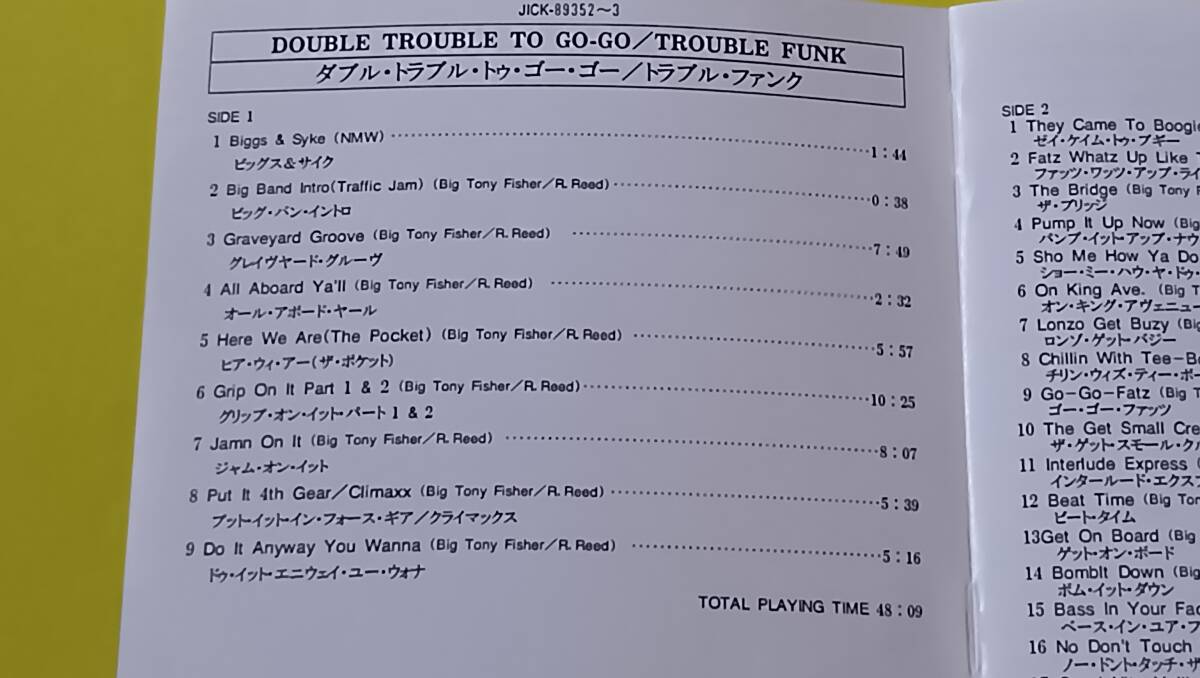 JICK-89352～3
DOUBLE TROUBLE TO GO-GO／TROUBLE FUNK
ダブル・トラブル・トゥ・ゴー・ゴー／トラブル・ファンク
SIDE 1
1 Biggs & Syke (NMW) 1：44
ビッグス&サイク
2 Big Band Intro(Traffic Jam) (Big Tony Fisher／R. Reed) 0：38
ビッグ・バン・イントロ
3 Graveyard Groove (Big Tony Fisher／R. Reed) 7：49
グレイヴヤード・グルーヴ
4 All Aboard Ya'll (Big Tony Fisher／R. Reed) 2：32
オール・アボード・ヤール
5 Here We Are(The Pocket) (Big Tony Fisher／R. Reed) 5：57
ヒア・ウィ・アー(ザ・ポケット)
6 Grip On It Part 1 & 2 (Big Tony Fisher／R. Reed) 10：25
グリップ・オン・イット・パート 1 & 2
7 Jamn On It (Big Tony Fisher／R. Reed) 8：07
ジャム・オン・イット
8 Put It 4th Gear／Climaxx (Big Tony Fisher／R. Reed) 5：39
プット・イット・イン・フォース・ギア／クライマックス
9 Do It Anyway You Wanna (Big Tony Fisher／R. Reed) 5：16
ドゥ・イット・エニウェイ・ユー・ウォナ
TOTAL PLAYING TIME 48：09
SIDE 2
1 They Came To Boogie
ゼイ・ケイム・トゥ・ブギー
2 Fatz Whatz Up Like
ファッツ・ワッツ・アップ・ライ
3 The Bridge (Big Tony
ザ・ブリッジ
4 Pump It Up Now (Big
パンプ・イット・アップ・ナウ
5 Sho Me How Ya Do
ショー・ミー・ハウ・ヤ・ドゥ・
6 On King Ave. (Big T
オン・キング・アヴェニュー
7 Lonzo Get Buzy (Big
ロンゾ・ゲット・バジー
8 Chillin With Tee-B
チリン・ウィズ・ティー・ボー
9 Go-Go-Fatz (Big T
ゴー・ゴー・ファッツ
10 The Get Small Cre
ザ・ゲット・スモール・クル
11 Interlude Express (
インタールード・エクスプ
12 Beat Time (Big Ton
ビート・タイム
13Get On Board (Big
ゲット・オン・ボード
14 BombIt Down (Big
ボム・イット・ダウン
15 Bass In Your Fac
ベース・イン・ユア・フ
16 No Don't Touch
ノー・ドント・タッチ・ザ